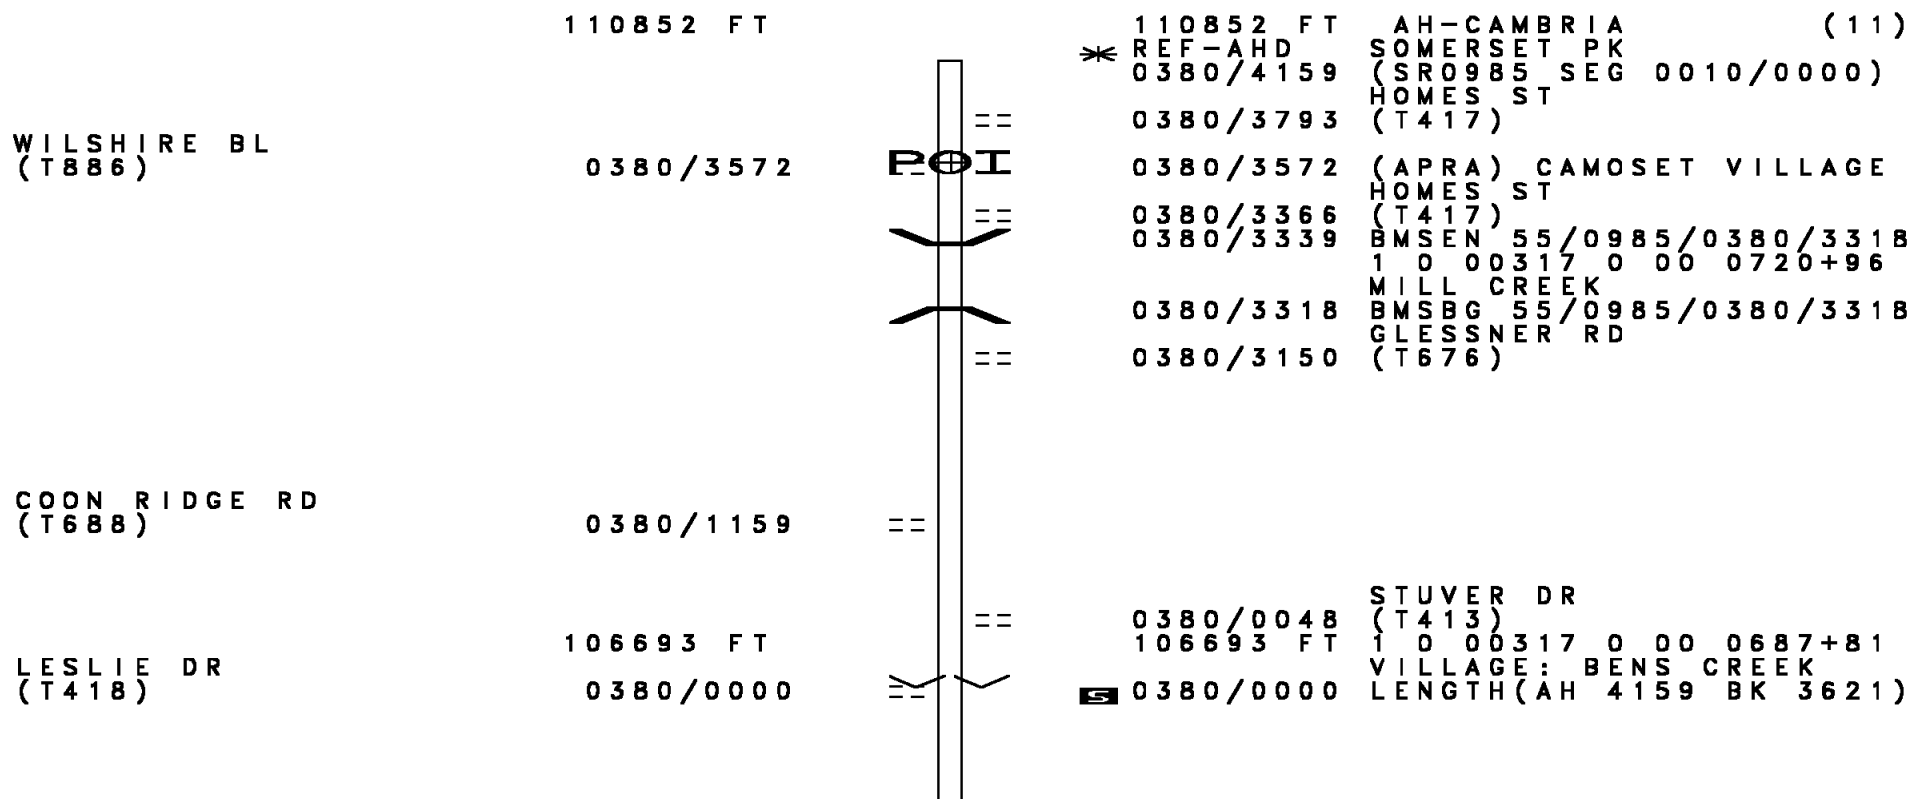 110852 FT 110852 FT AH-CAMBRIA (11)
REF-AHD SOMERSET PK
0380/4159 (SR0985 SEG 0010/0000)
HOMES ST
0380/3793 (T417)
WILSHIRE BL
(T886) 0380/3572 POI 0380/3572 (APRA) CAMOSET VILLAGE
HOMES ST
0380/3366 (T417)
0380/3339 BMSEN 55/0985/0380/3318
1 0 00317 0 00 0720+96
MILL CREEK
0380/3318 BMSBG 55/0985/0380/3318
GLESSNER RD
0380/3150 (T676)
COON RIDGE RD
(T688) 0380/1159
STUVER DR
0380/0048 (T413)
106693 FT 106693 FT 1 0 00317 0 00 0687+81
LESLIE DR VILLAGE: BENS CREEK
(T418) 0380/0000 S 0380/0000 LENGTH(AH 4159 BK 3621)